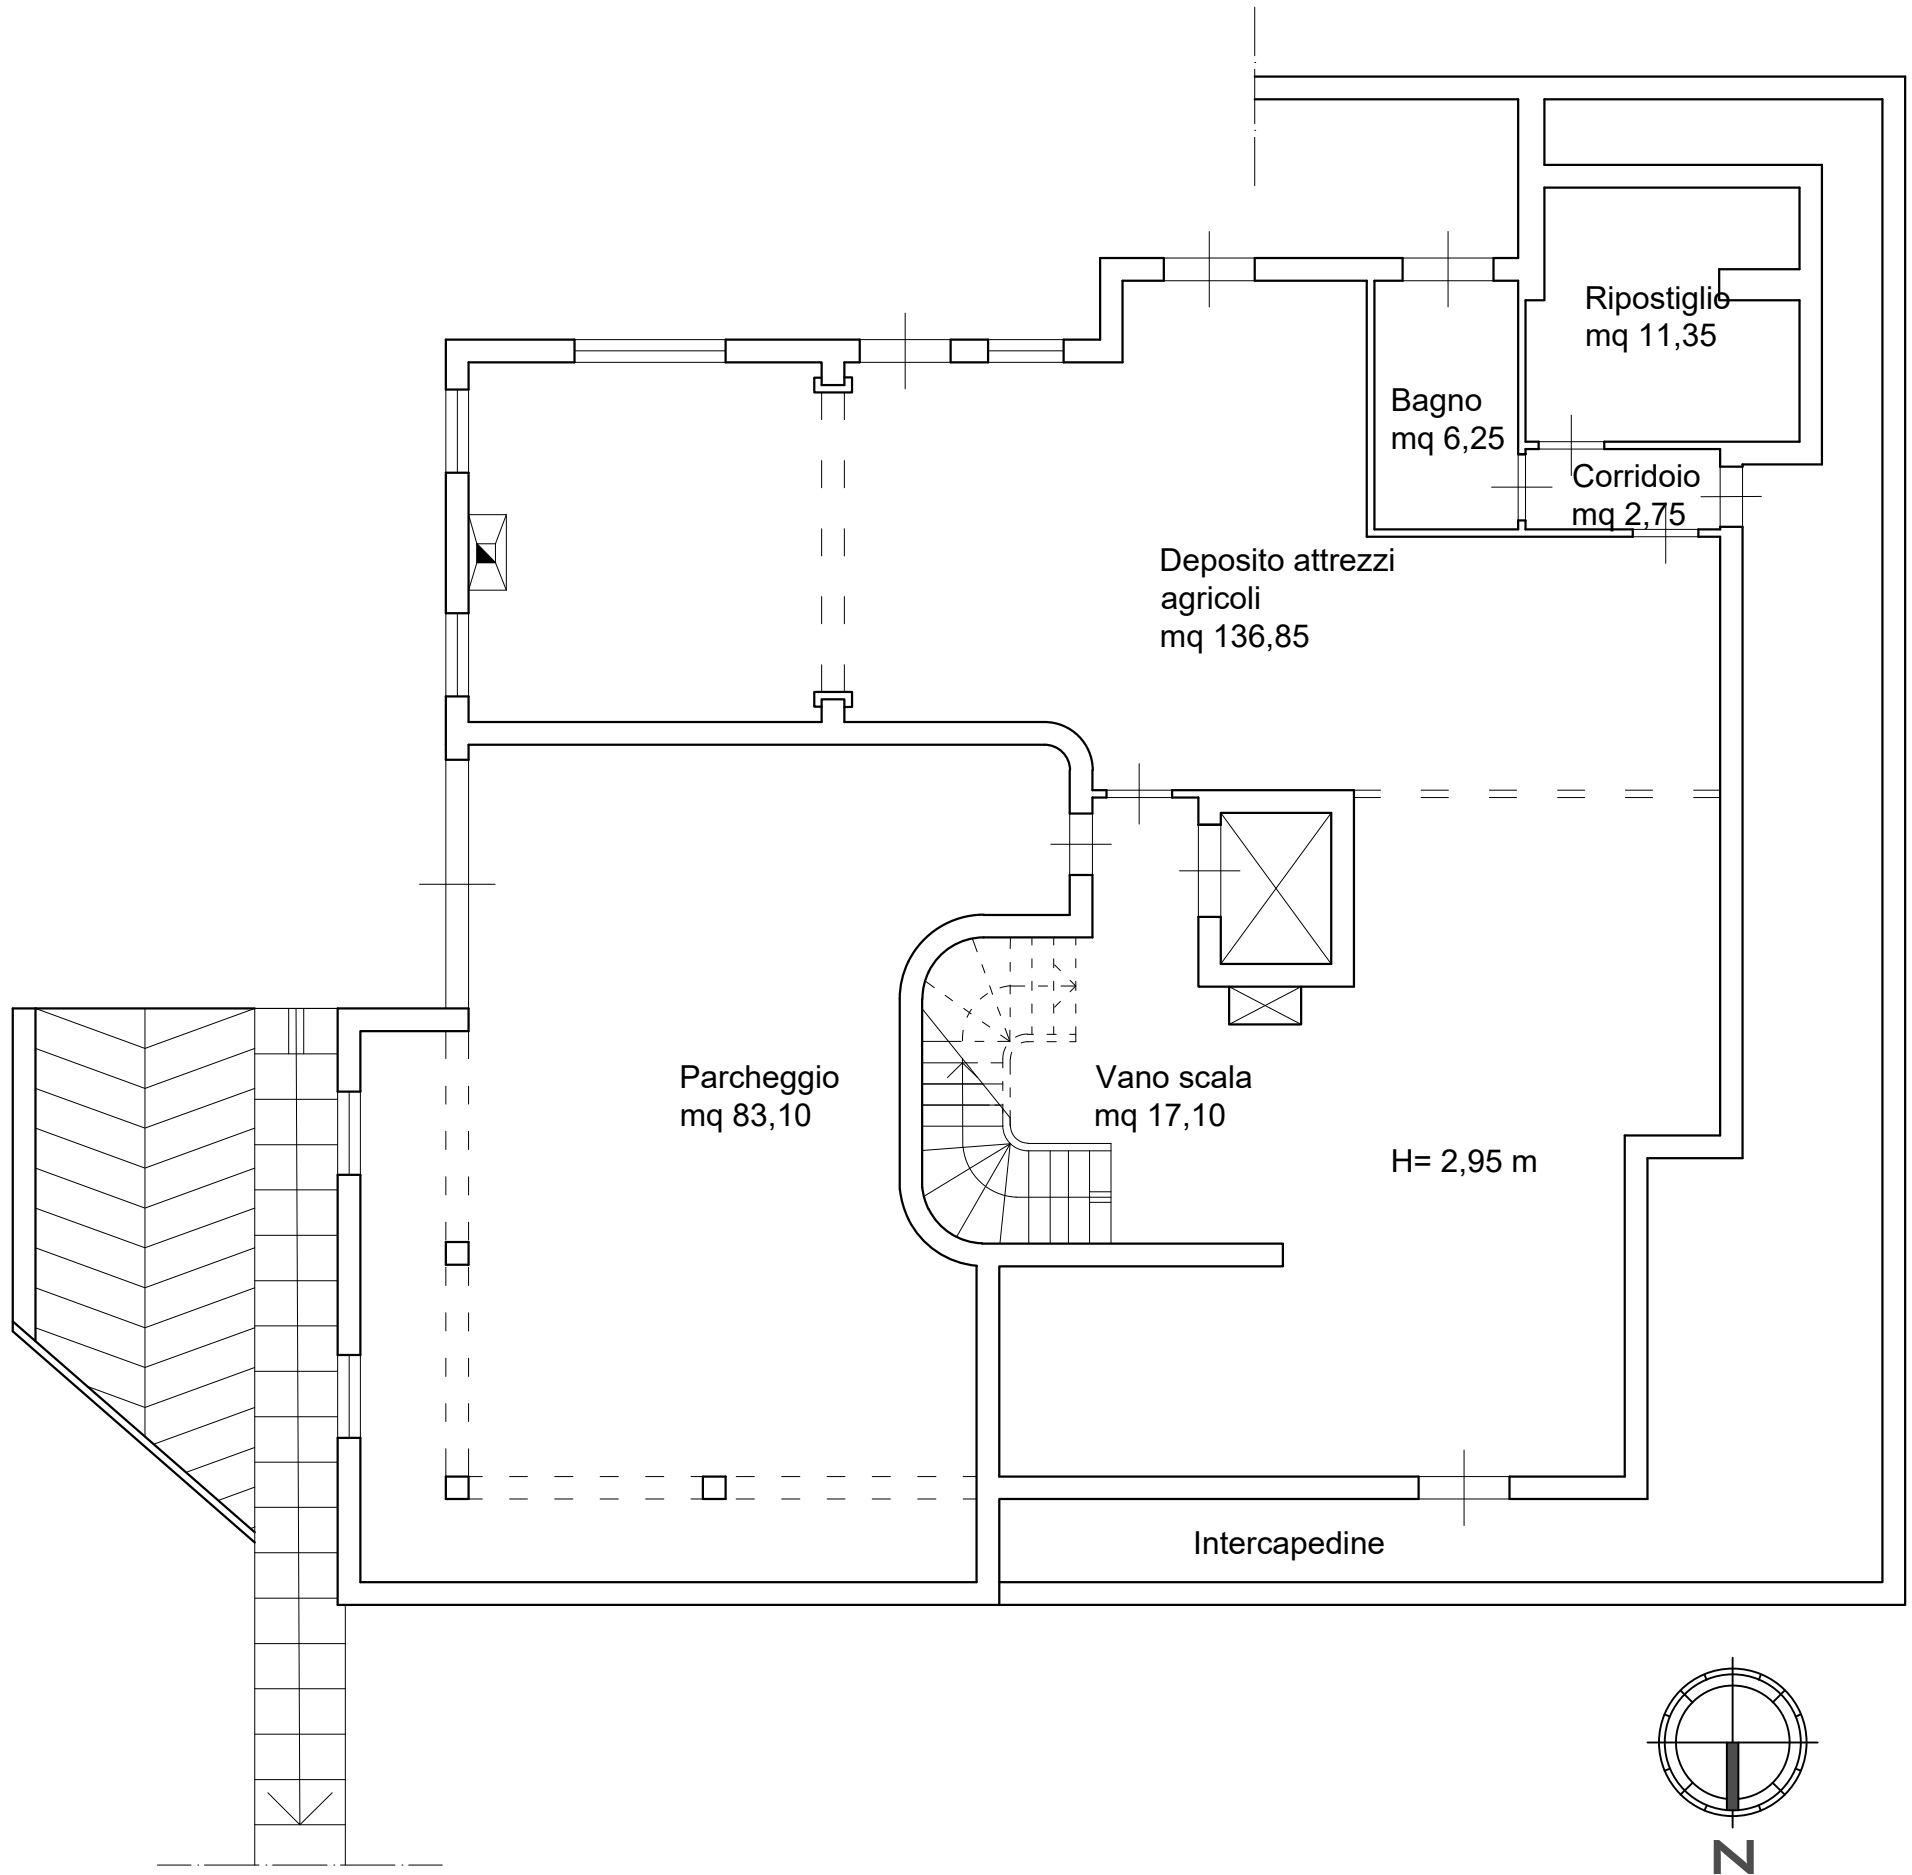 Ripostiglio
mq 11,35
Bagno
mq 6,25
Corridoio
mq 2,75
Deposito attrezzi
agricoli
mq 136,85
Parcheggio
mq 83,10
Vano scala
mq 17,10
H= 2,95 m
Intercapedine
N